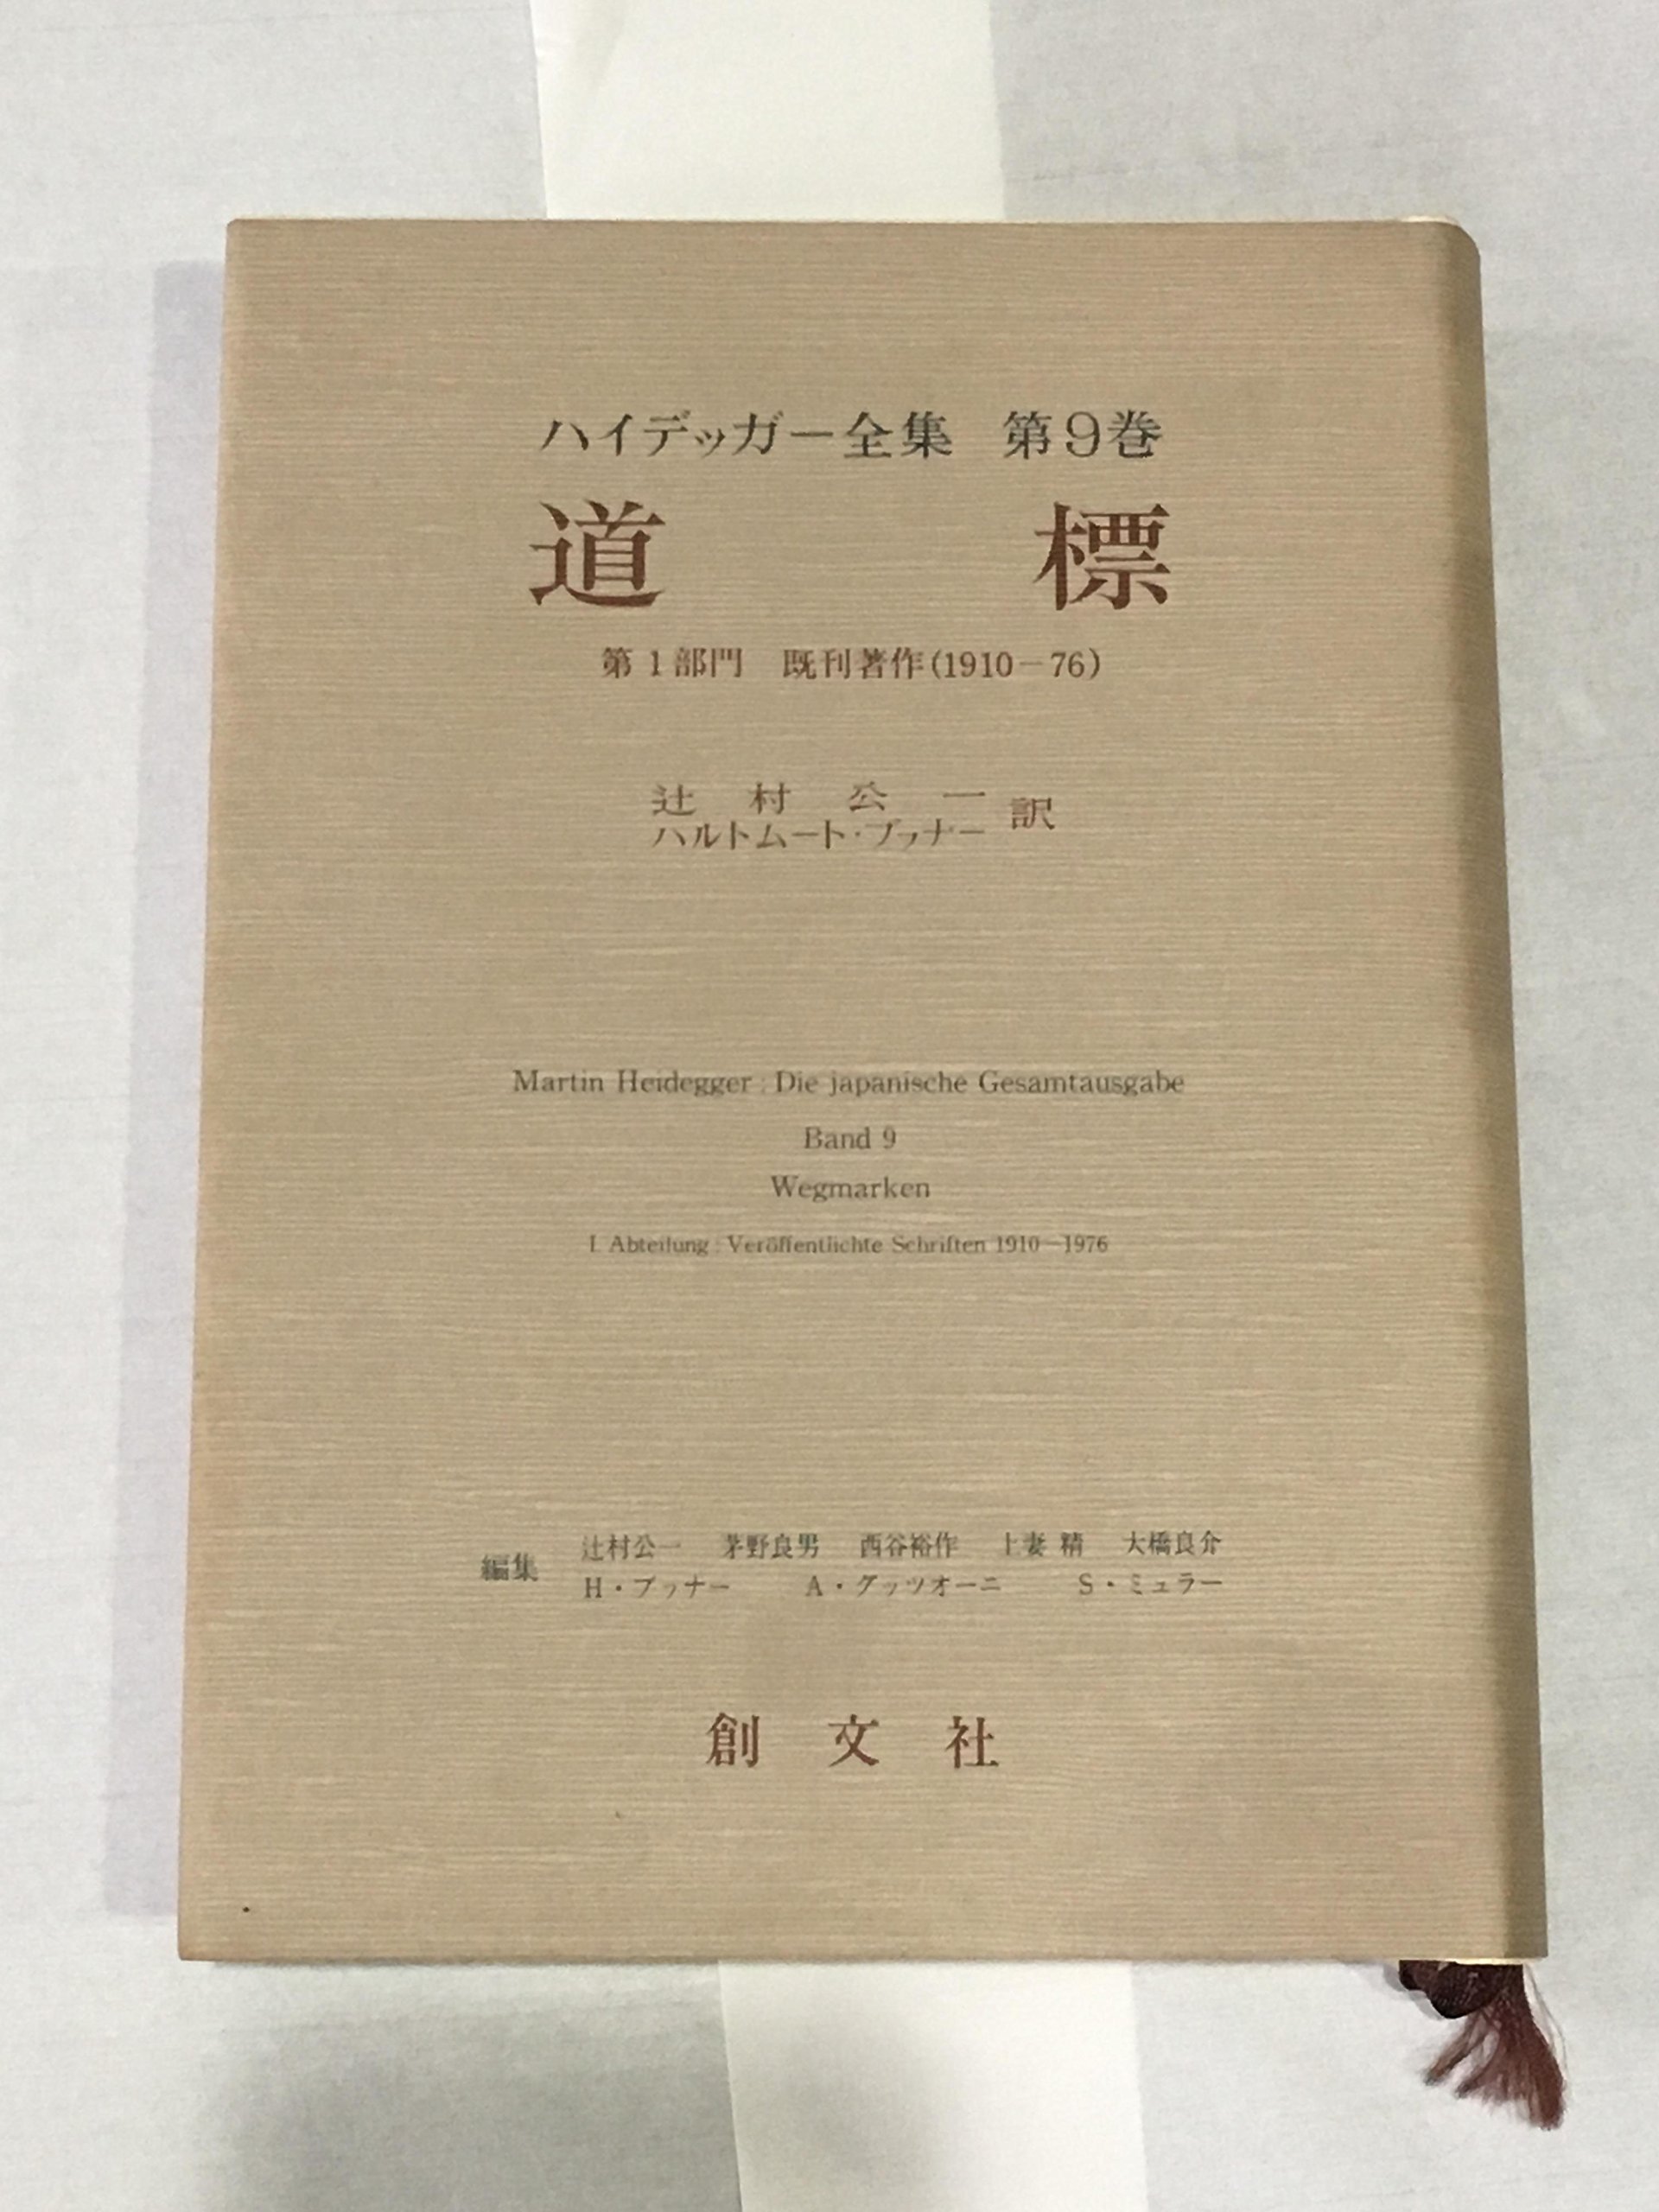 ハイデッガー全集 第9巻
道標
第1部門 既刊著作(1910－76)
辻村公一
ハルトムート・ブァナー 訳
Martin Heidegger : Die japanische Gesamtausgabe
Band 9
Wegmarken
I. Abteilung : Veröffentlichte Schriften 1910－1976
編集 辻村公一 茅野良男 西谷裕作 上妻 精 大橋良介
H・ブァナー A・グァツオーニ S・ミュラー
創文社